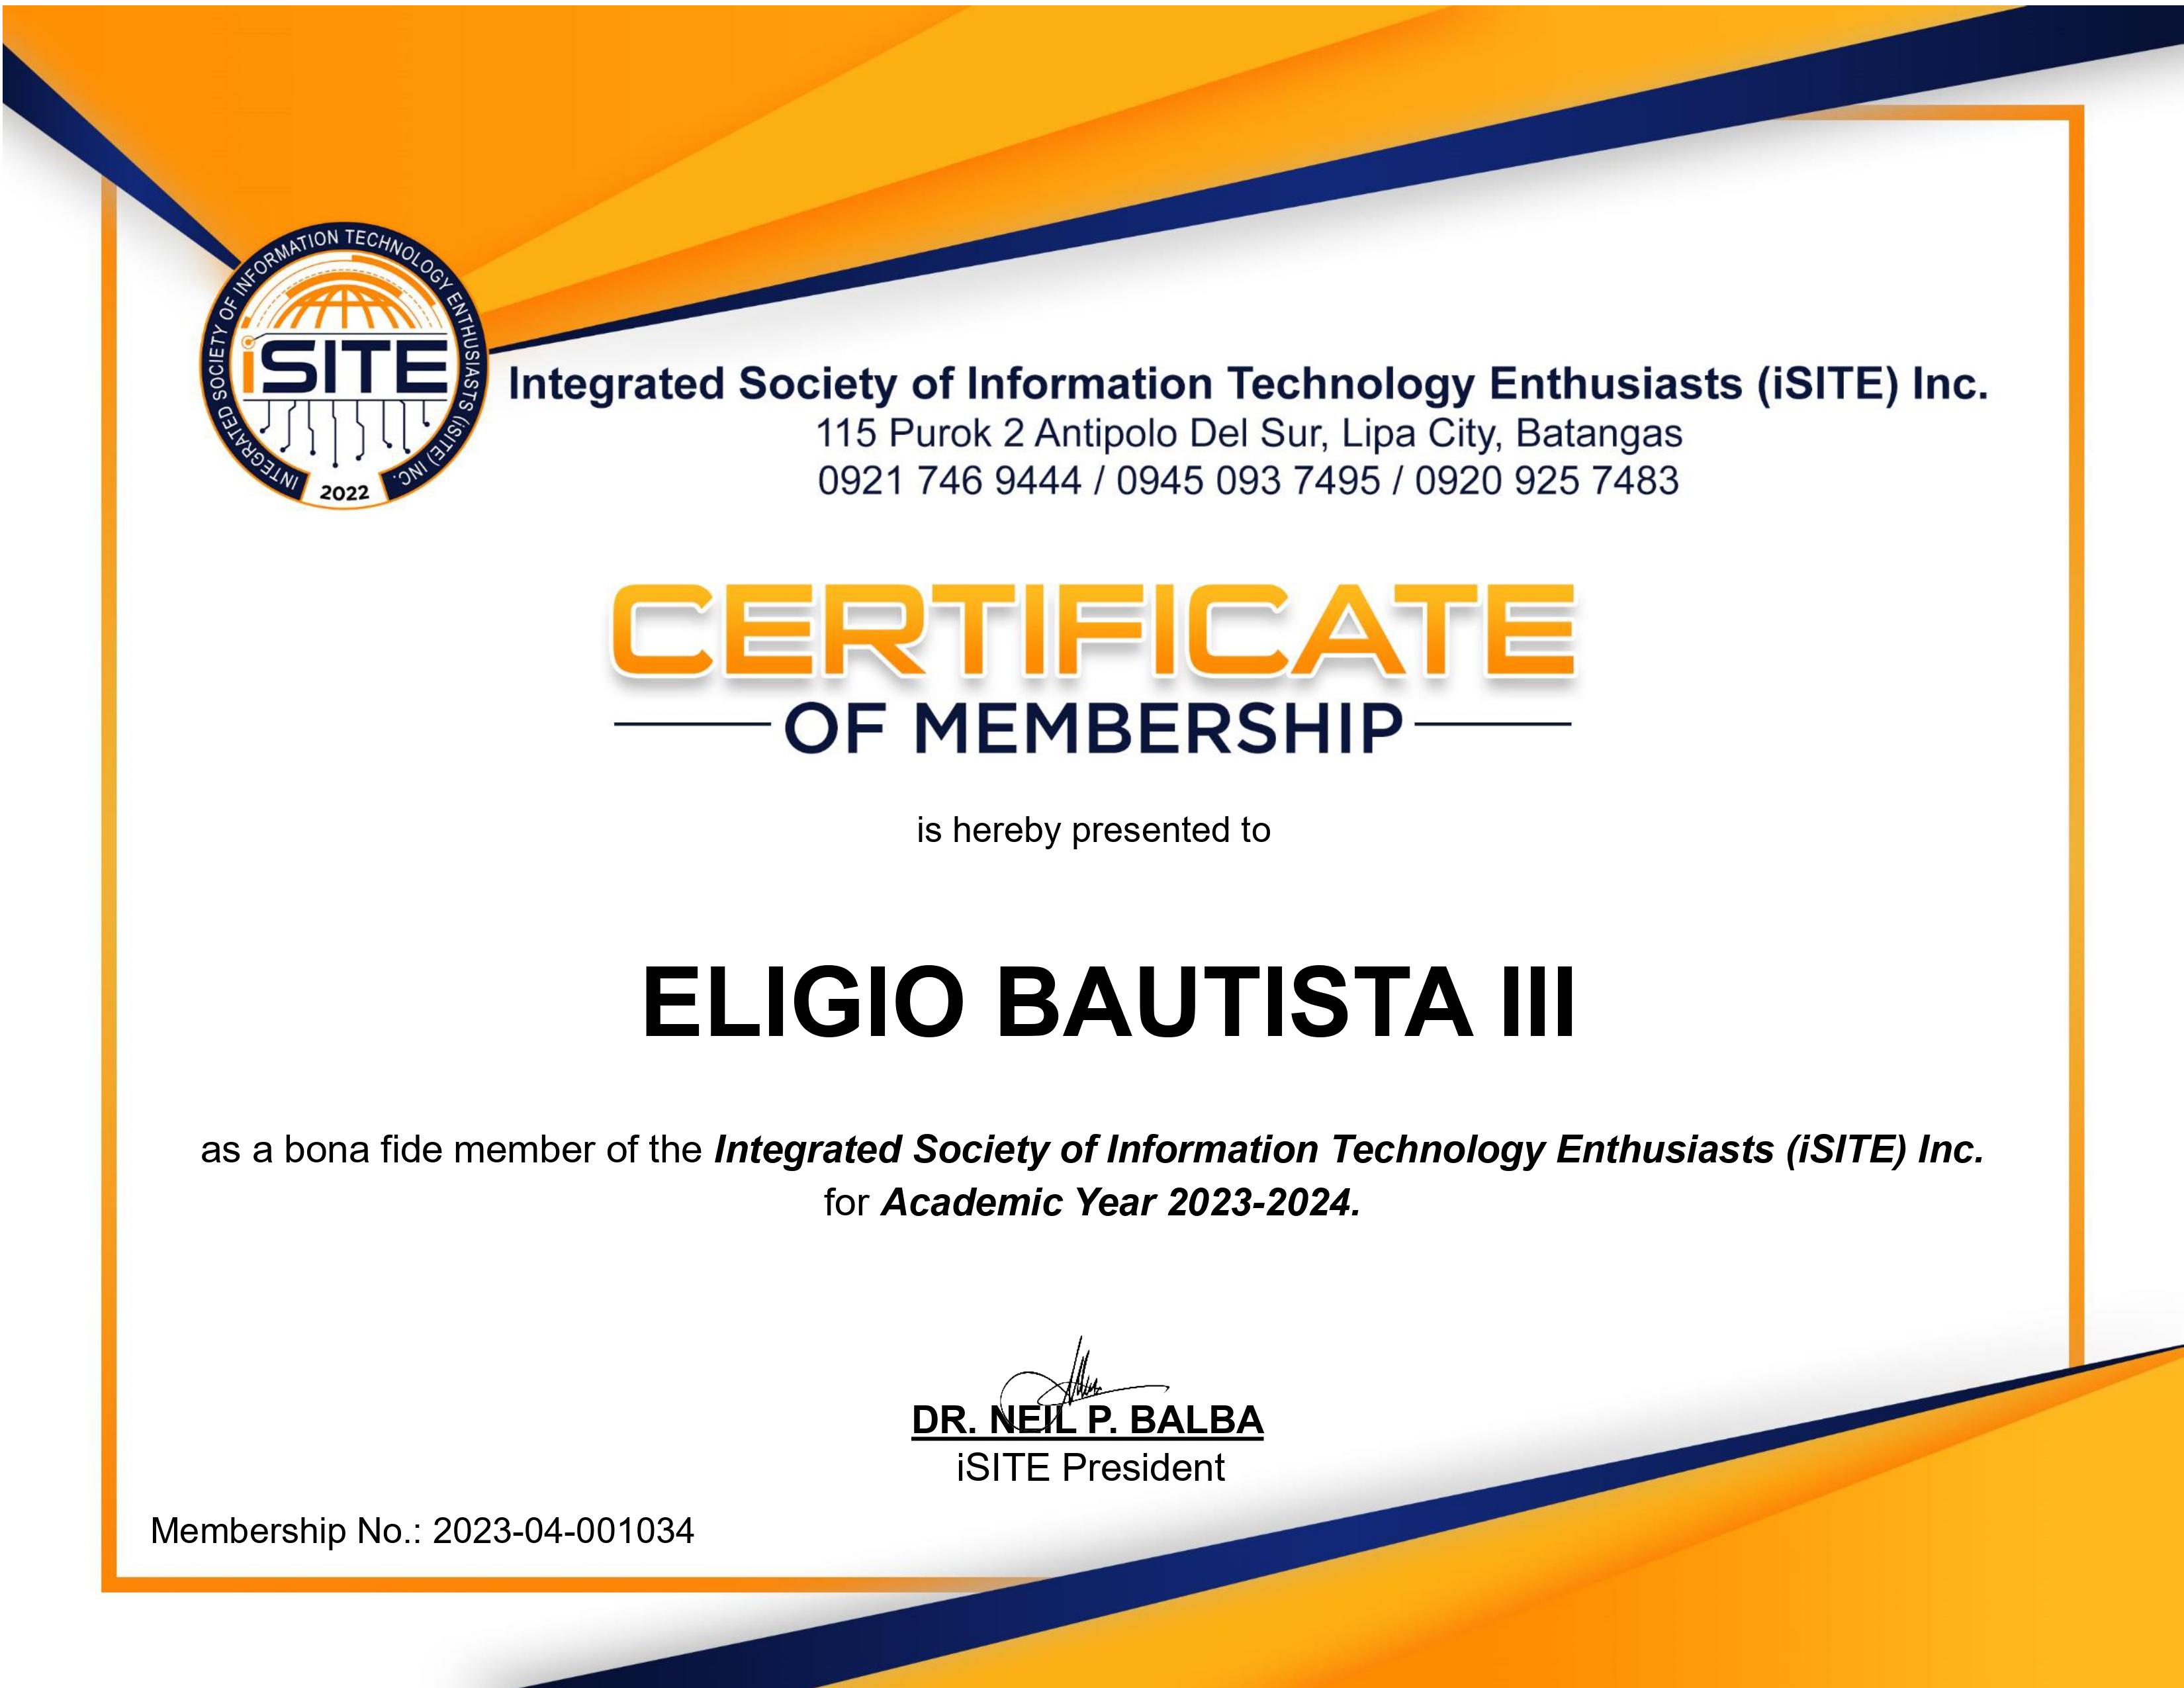 INTEGRATED SOCIETY OF INFORMATION TECHNOLOGY ENTHUSIASTS (iSITE) INC.
iSITE
2022
Integrated Society of Information Technology Enthusiasts (iSITE) Inc.
115 Purok 2 Antipolo Del Sur, Lipa City, Batangas
0921 746 9444 / 0945 093 7495 / 0920 925 7483
CERTIFICATE
OF MEMBERSHIP
is hereby presented to
ELIGIO BAUTISTA III
as a bona fide member of the Integrated Society of Information Technology Enthusiasts (iSITE) Inc.
for Academic Year 2023-2024.
DR. NEIL P. BALBA
iSITE President
Membership No.: 2023-04-001034